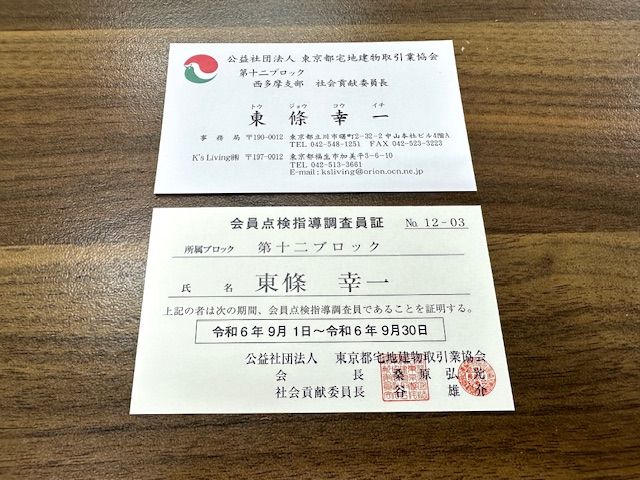 公益社団法人 東京都宅地建物取引業協会
第十二ブロック
西多摩支部 社会貢献委員長
トウ ジョウ コウ イチ
東 條 幸 一
事務局 〒190-0012 東京都立川市曙町2-32-2 中山本社ビル4階A
TEL 042-548-1251 FAX 042-523-3223
K's Living㈱ 〒197-0012 東京都福生市加美平3-6-10
TEL 042-513-3661
E-mail：ksliving@orion.ocn.ne.jp
会員点検指導調査員証 № 12-03
所属ブロック 第十二ブロック
氏 名 東條 幸一
上記の者は次の期間、会員点検指導調査員であることを証明する。
令和6年9月1日～令和6年9月30日
公益社団法人 東京都宅地建物取引業協会
会 長 桑 原 弘
社会貢献委員長 谷 雄 介